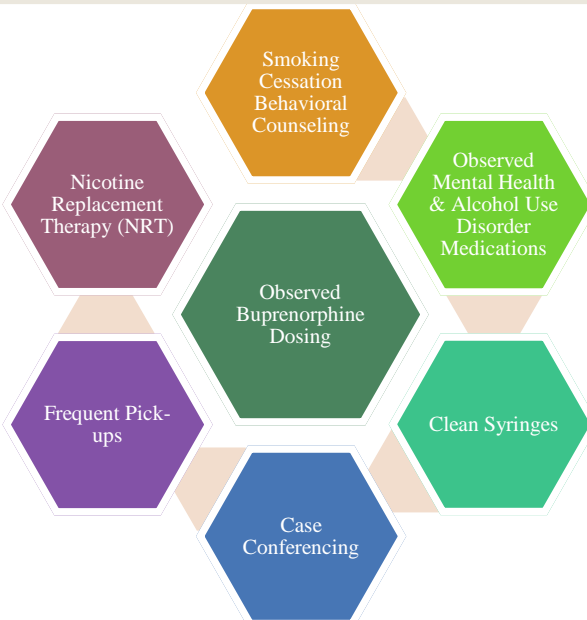 Smoking
Cessation
Behavioral
Counseling
Observed
Mental Health
& Alcohol Use
Disorder
Medications
Nicotine
Replacement
Therapy (NRT)
Observed
Buprenorphine
Dosing
Clean Syringes
Frequent Pick-
ups
Case
Conferencing